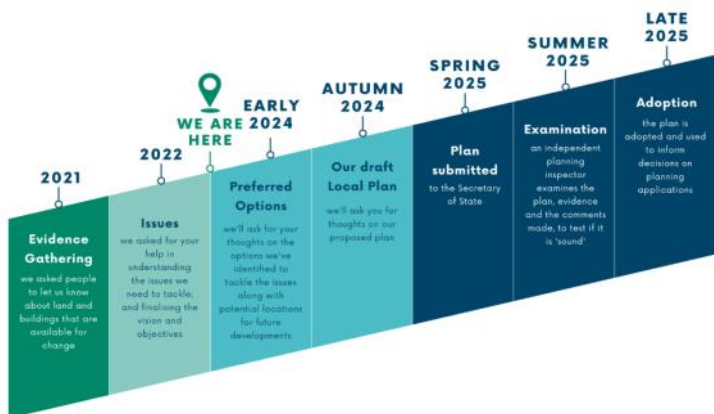 2021
Evidence
Gathering
we asked people
to let us know
about land and
buildings that are
available for
change
2022
Issues
we asked for your
help in
understanding
the issues we
need to tackle,
and finalising the
vision and
objectives
WE ARE
HERE
EARLY
2024
Preferred
Options
we'll ask for your
thoughts on the
options we've
identified to
tackle the issues
along with
potential locations
for future
developments
AUTUMN
2024
Our draft
Local Plan
we'll ask you for
thoughts on our
proposed plan
SPRING
2025
Plan
submitted
to the Secretary
of State
SUMMER
2025
Examination
an independent
planning
inspector
examines the
plan, evidence
and the comments
made, to test if it
is 'sound'
LATE
2025
Adoption
the plan is
adopted and used
to inform
decisions on
planning
applications